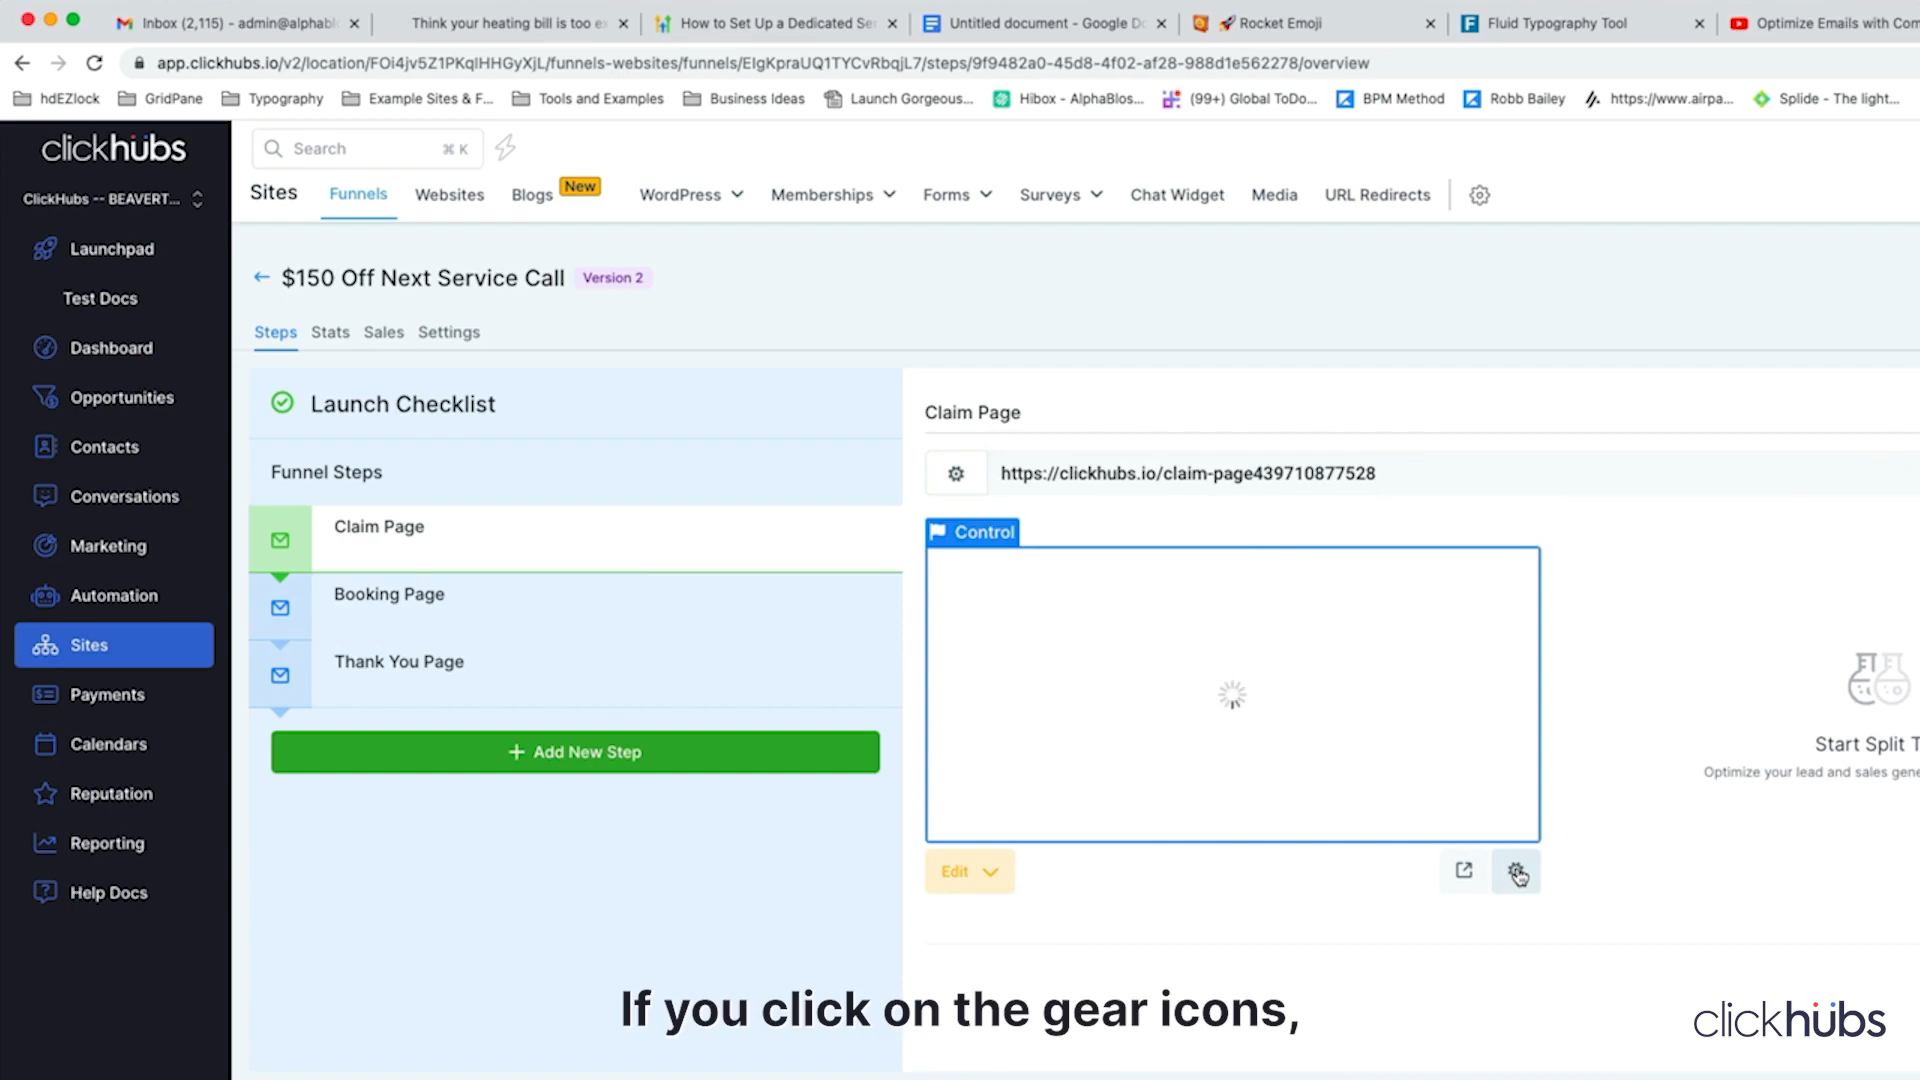 Inbox (2,115) - admin@alphabl
Think your heating bill is too e
How to Set Up a Dedicated Se
Untitled document - Google D
Rocket Emoji
Fluid Typography Tool
Optimize Emails with Con
app.clickhubs.io/v2/location/FOi4jv5Z1PKqlHHGyXjL/funnels-websites/funnels/EIgKpraUQ1TYCvRbqjL7/steps/9f9482a0-45d8-4f02-af28-988d1e562278/overview
hdEZlock
GridPane
Typography
Example Sites & F...
Tools and Examples
Business Ideas
Launch Gorgeous...
Hibox - AlphaBlos...
(99+) Global ToDo...
BPM Method
Robb Bailey
https://www.airpa...
Splide - The light...
clickhubs
ClickHubs -- BEAVERT...
Launchpad
Test Docs
Dashboard
Opportunities
Contacts
Conversations
Marketing
Automation
Sites
Payments
Calendars
Reputation
Reporting
Help Docs
Search ⌘ K
Sites
Funnels
Websites
Blogs New
WordPress
Memberships
Forms
Surveys
Chat Widget
Media
URL Redirects
$150 Off Next Service Call Version 2
Steps
Stats
Sales
Settings
Launch Checklist
Funnel Steps
Claim Page
Booking Page
Thank You Page
+ Add New Step
Claim Page
https://clickhubs.io/claim-page439710877528
Control
Edit
Start Split T
Optimize your lead and sales gene
If you click on the gear icons,
clickhubs